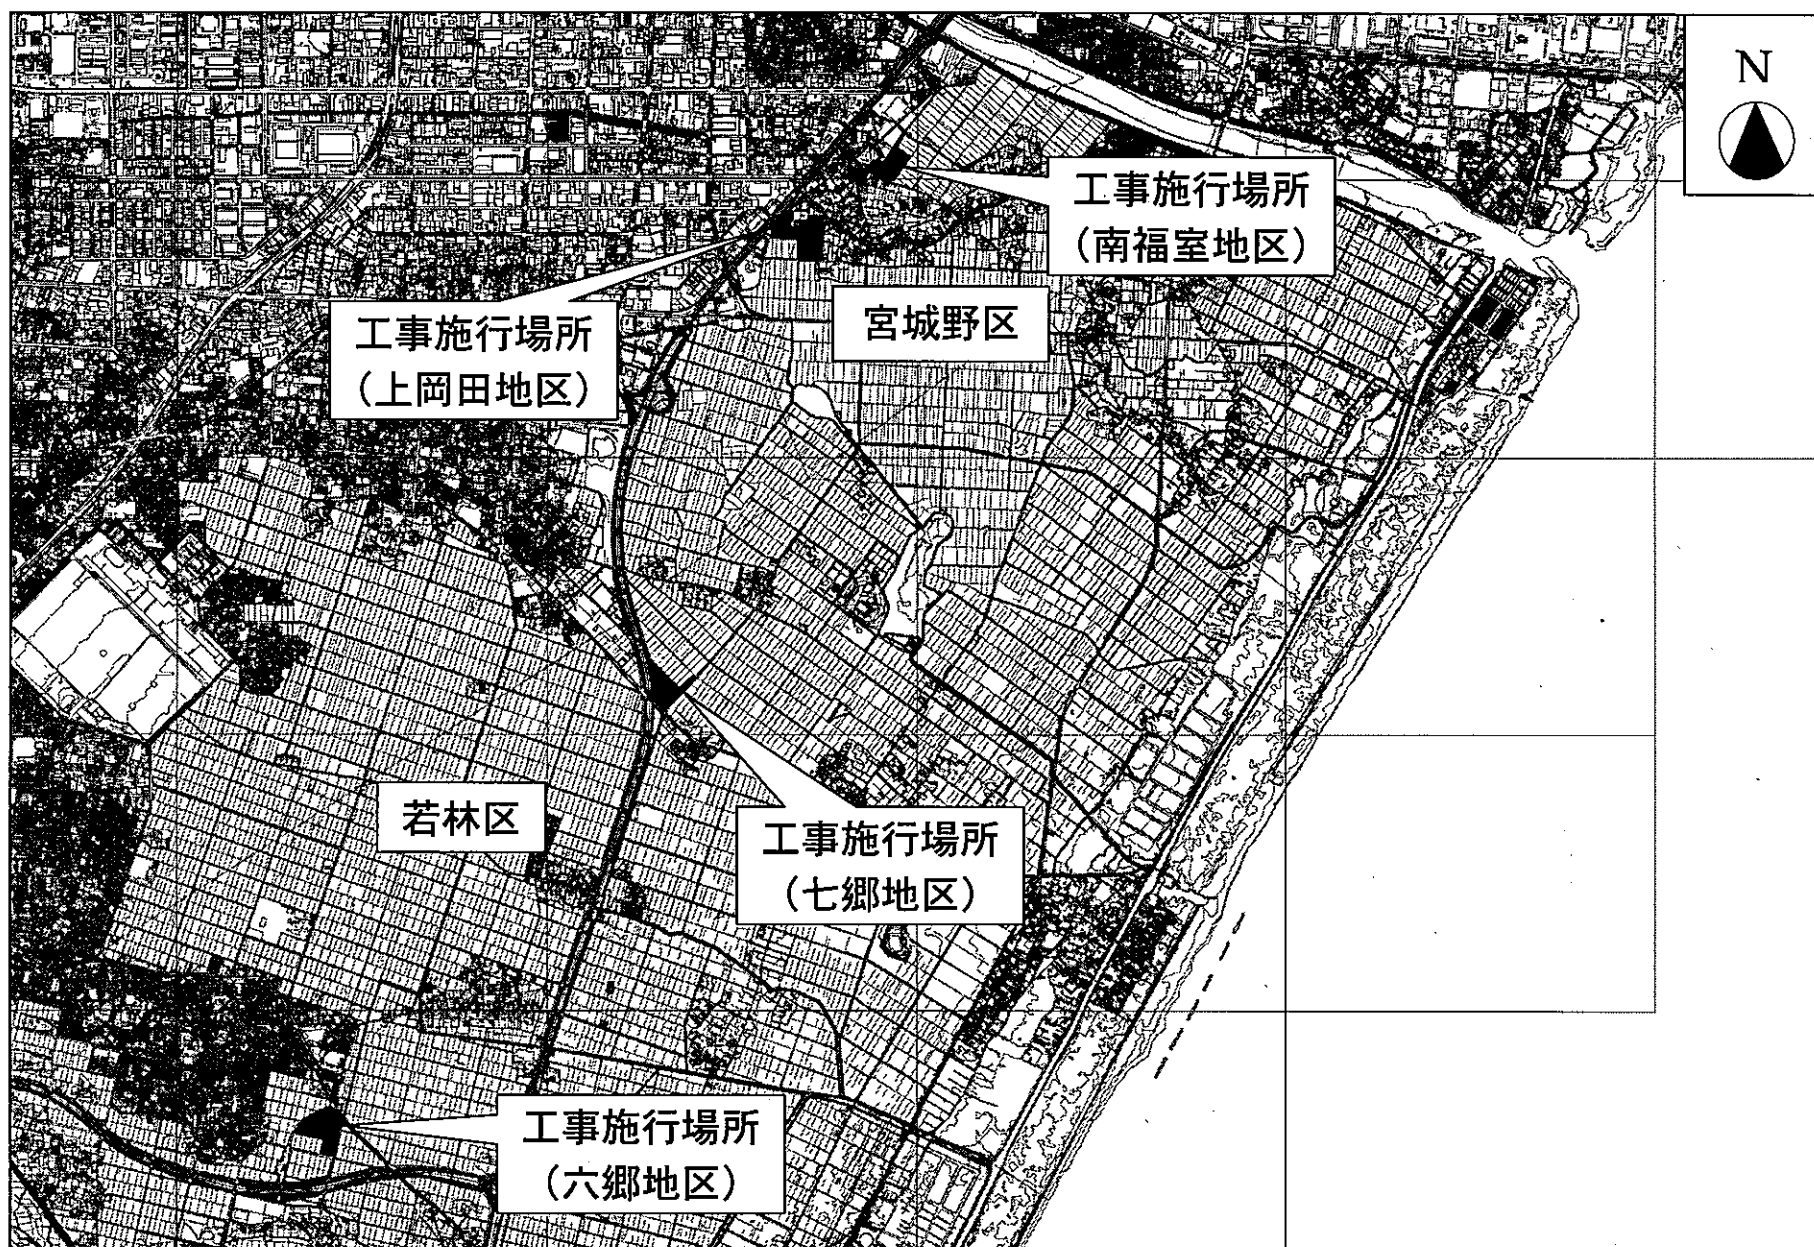 N
工事施行場所
（南福室地区）
宮城野区
工事施行場所
（上岡田地区）
若林区
工事施行場所
（七郷地区）
工事施行場所
（六郷地区）